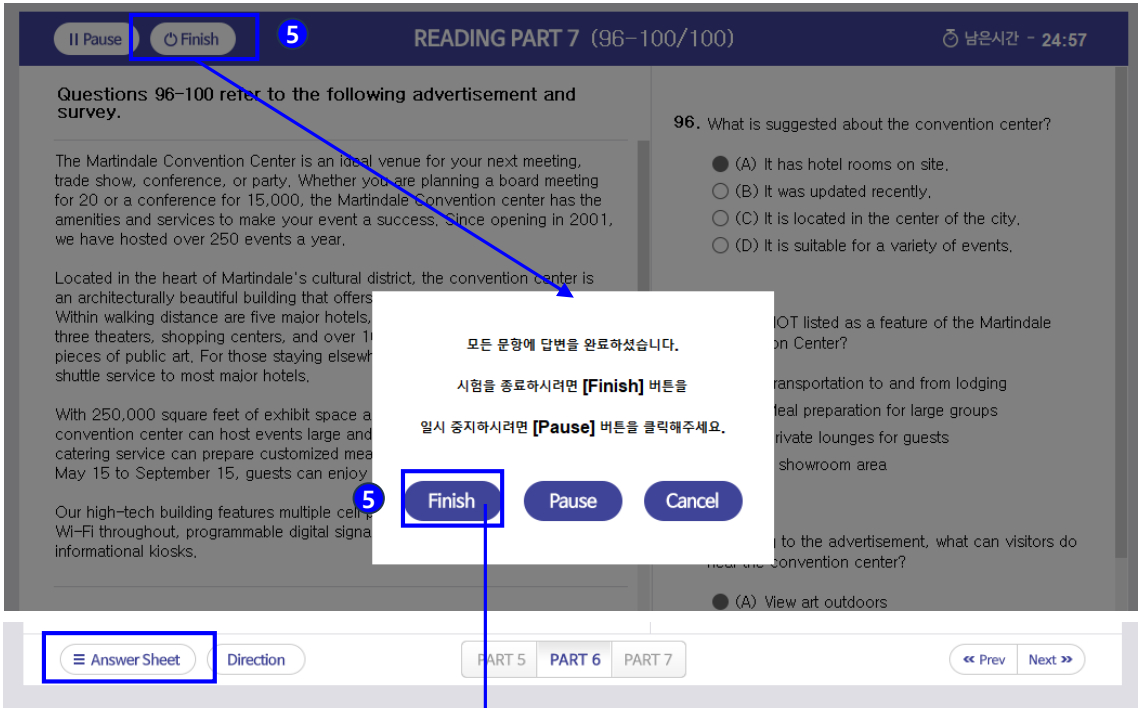 II Pause
Finish
5
READING PART 7 (96-100/100)
남은시간 - 24:57
Questions 96-100 refer to the following advertisement and
survey.
The Martindale Convention Center is an ideal venue for your next meeting,
trade show, conference, or party. Whether you are planning a board meeting
for 20 or a conference for 15,000, the Martindale Convention center has the
amenities and services to make your event a success. Since opening in 2001,
we have hosted over 250 events a year.
Located in the heart of Martindale's cultural district, the convention center is
an architecturally beautiful building that offers
Within walking distance are five major hotels,
three theaters, shopping centers, and over
pieces of public art. For those staying
shuttle service to most major hotels.
With 250,000 square feet of exhibit space
convention center can host events large and
catering service can prepare customized
May 15 to September 15, guests can enjoy
Our high-tech building features multiple cell
Wi-Fi throughout, programmable digital
informational kiosks.
96. What is suggested about the convention center?
(A) It has hotel rooms on site.
(B) It was updated recently.
(C) It is located in the center of the city.
(D) It is suitable for a variety of events.
listed as a feature of the Martindale
Center?
to and from lodging
preparation for large groups
lounges for guests
showroom area
to the advertisement, what can visitors do
convention center?
(A) View art outdoors
모든 문항에 답변을 완료하셨습니다.
시험을 종료하시려면 [Finish] 버튼을
일시 중지하시려면 [Pause] 버튼을 클릭해주세요.
5
Finish
Pause
Cancel
≡ Answer Sheet
Direction
PART 5
PART 6
PART 7
« Prev
Next »